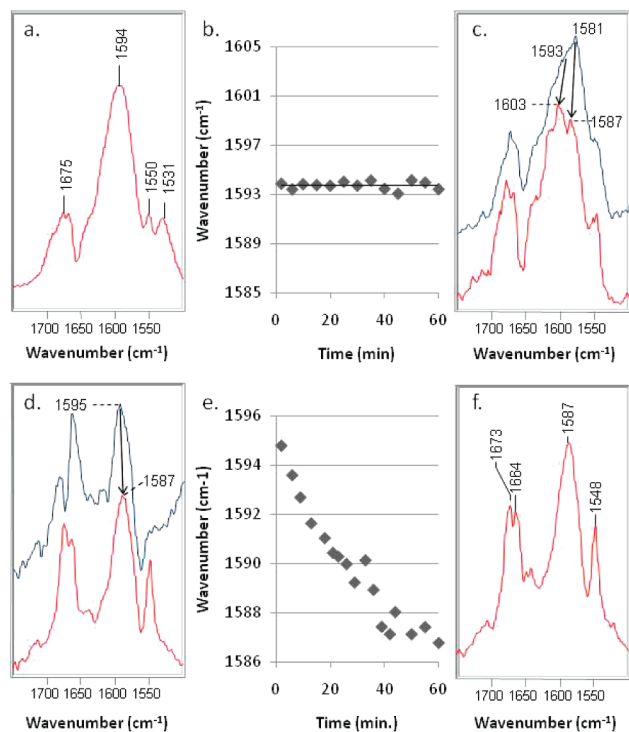 a.
1594
1675
1550
1531
1700 1650 1600 1550
Wavenumber (cm⁻¹)
b.
1605
1601
1597
1593
1589
1585
Wavenumber (cm⁻¹)
0 20 40 60
Time (min)
c.
1581
1593
1603
1587
1700 1650 1600 1550
Wavenumber (cm⁻¹)
d.
1595
1587
1700 1650 1600 1550
Wavenumber (cm⁻¹)
e.
1596
1594
1592
1590
1588
1586
Wavenumber (cm-1)
0 20 40 60
Time (min.)
f.
1587
1673
1664
1548
1700 1650 1600 1550
Wavenumber (cm⁻¹)